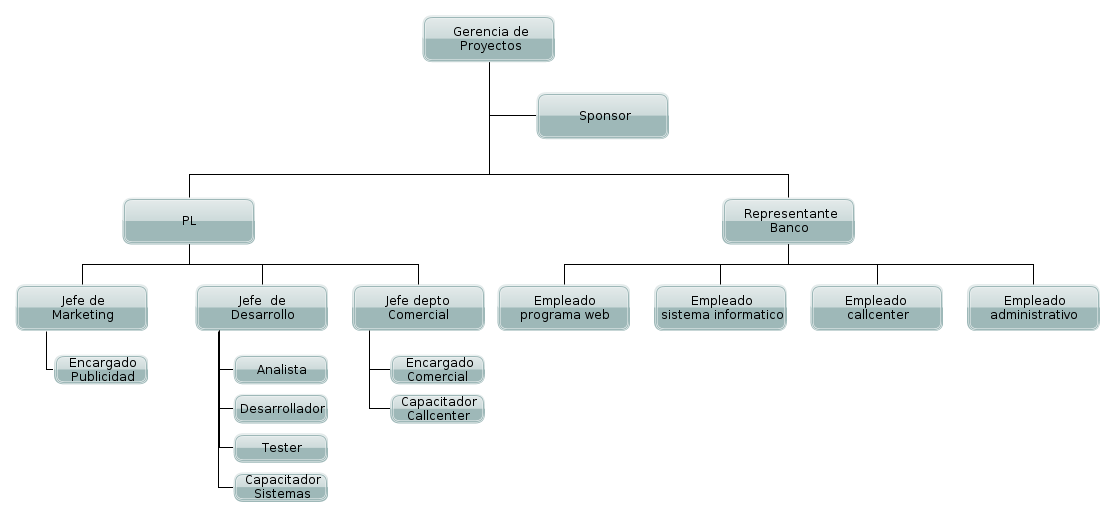 Gerencia de
Proyectos
Sponsor
PL
Representante
Banco
Jefe de
Marketing
Jefe de
Desarrollo
Jefe depto
Comercial
Empleado
programa web
Empleado
sistema informatico
Empleado
callcenter
Empleado
administrativo
Encargado
Publicidad
Analista
Desarrollador
Tester
Capacitador
Sistemas
Encargado
Comercial
Capacitador
Callcenter